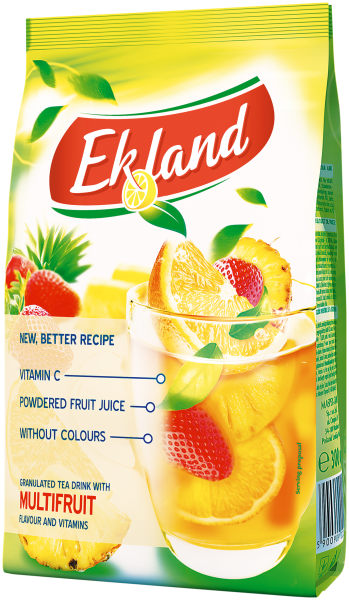 Ekland
NEW, BETTER RECIPE
VITAMIN C
POWDERED FRUIT JUICE
WITHOUT COLOURS
GRANULATED TEA DRINK WITH
MULTIFRUIT
FLAVOUR AND VITAMINS
Serving proposal